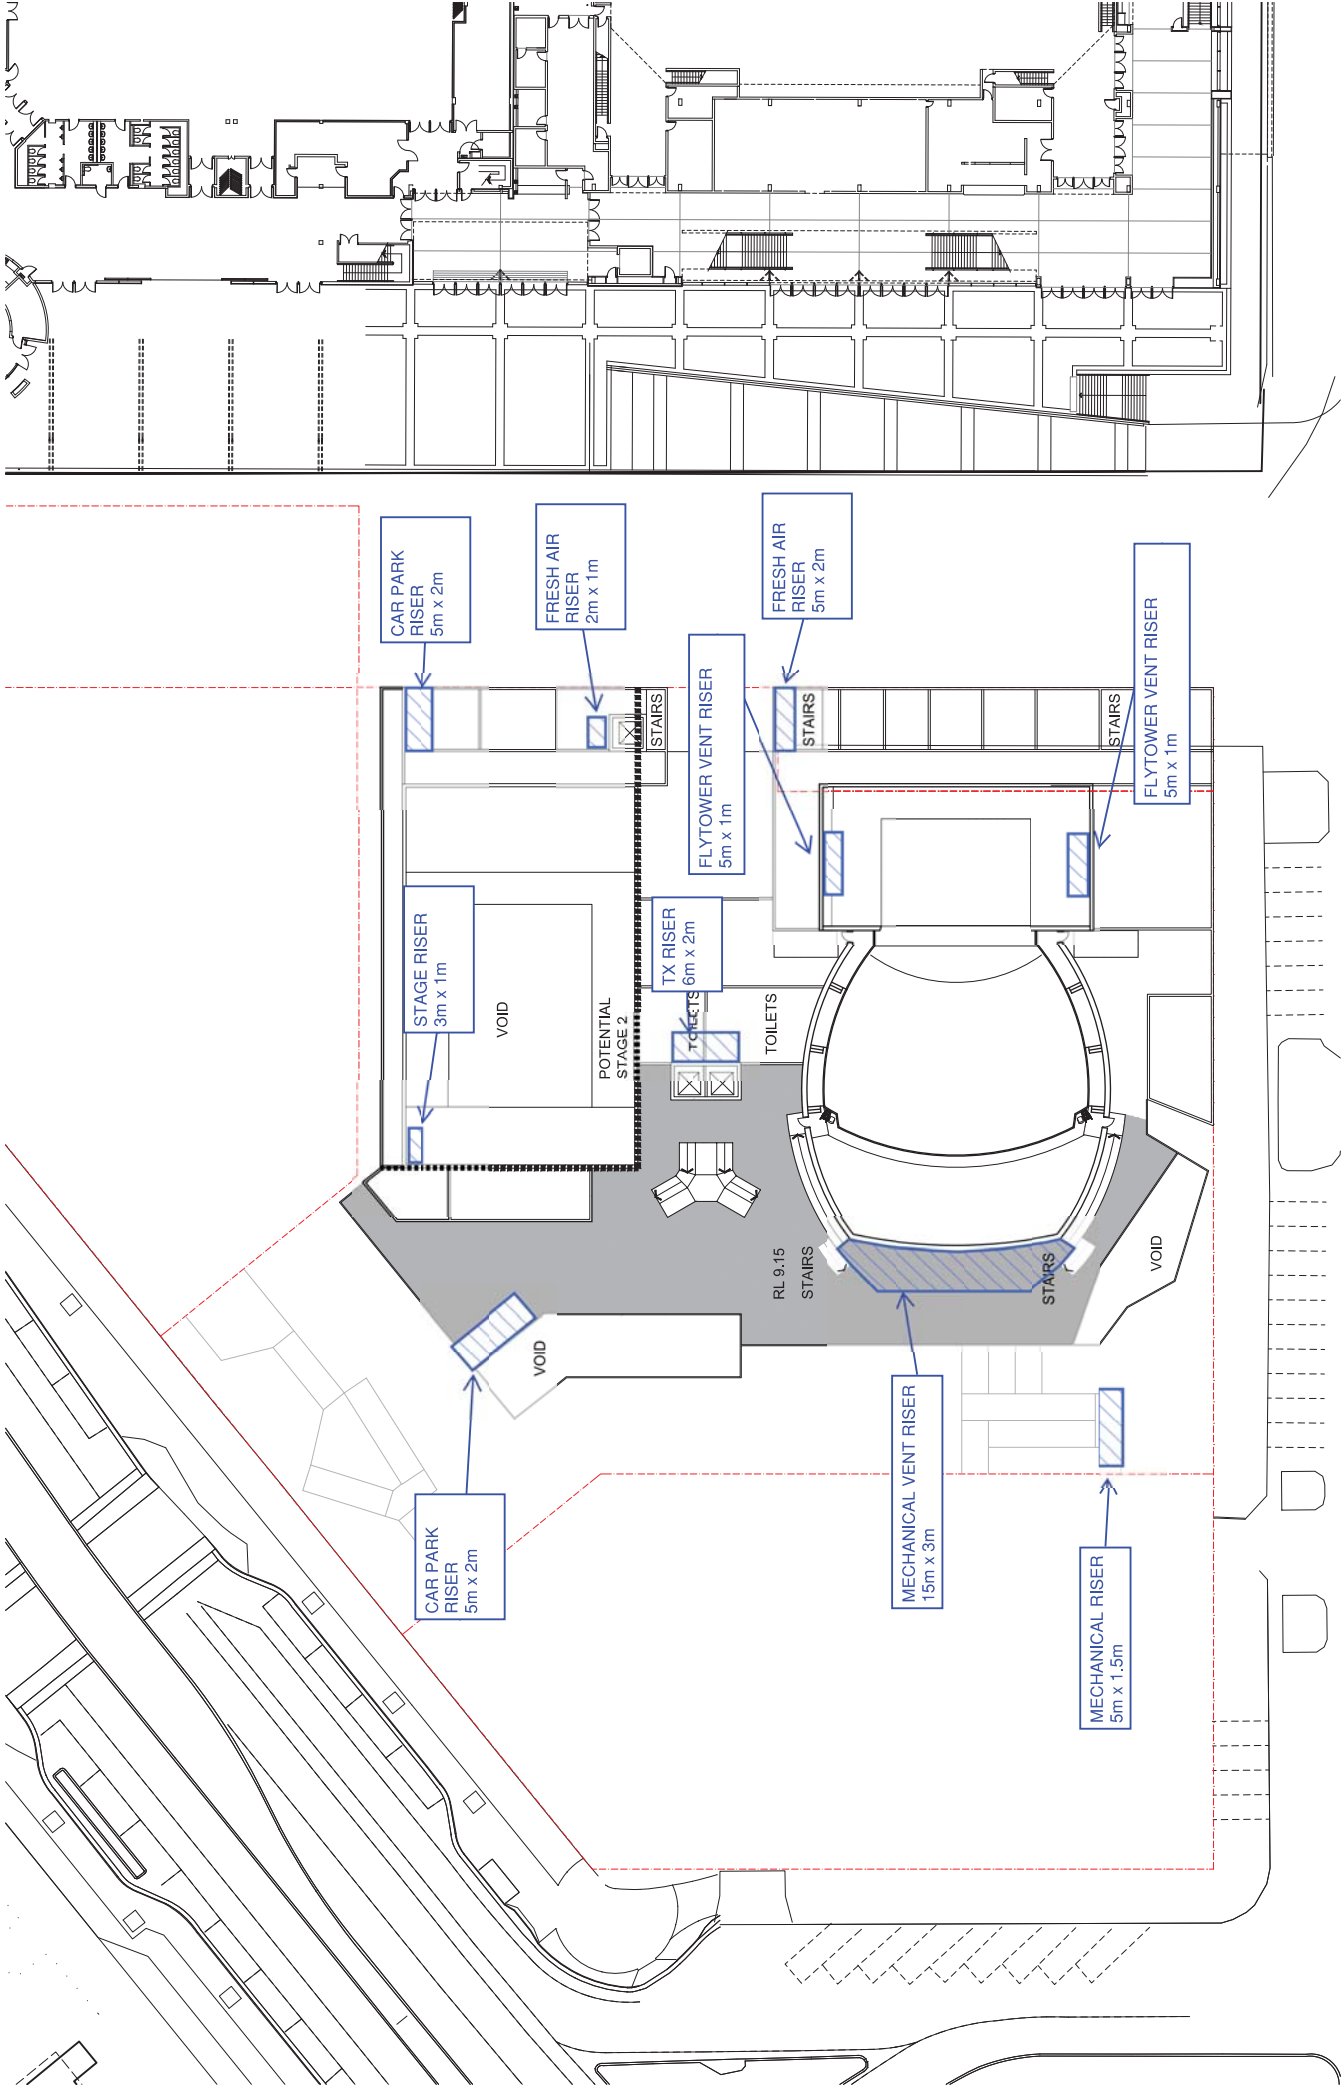 CAR PARK
RISER
5m x 2m
FRESH AIR
RISER
2m x 1m
FRESH AIR
RISER
5m x 2m
FLYTOWER VENT RISER
5m x 1m
FLYTOWER VENT RISER
5m x 1m
STAIRS
STAIRS
STAIRS
STAGE RISER
3m x 1m
TX RISER
6m x 2m
VOID
POTENTIAL
STAGE 2
TOILETS
TOILETS
RL 9.15
STAIRS
STAIRS
VOID
VOID
CAR PARK
RISER
5m x 2m
MECHANICAL VENT RISER
15m x 3m
MECHANICAL RISER
5m x 1.5m